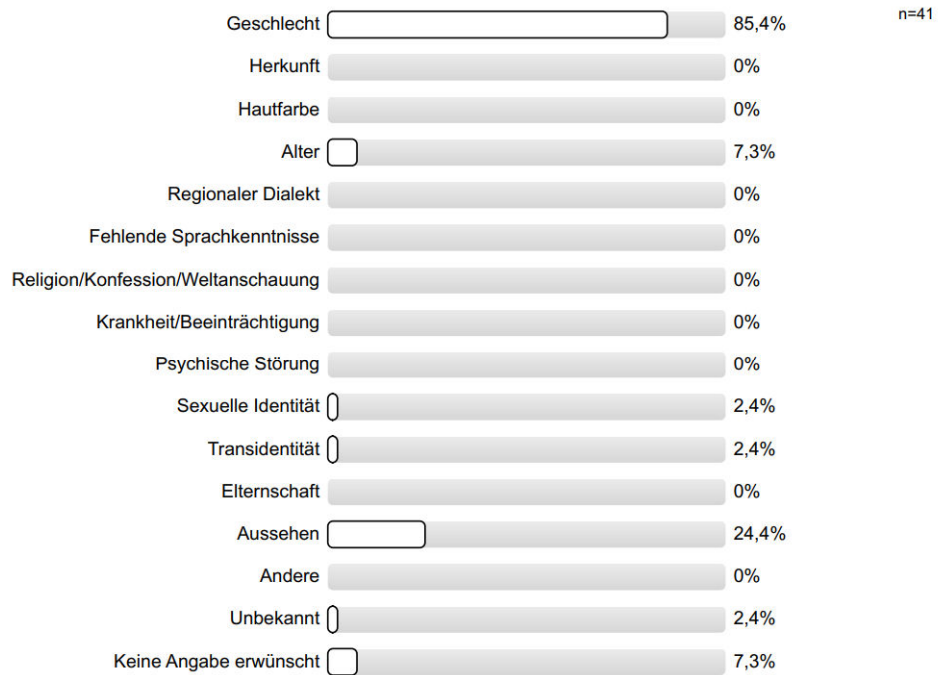 Geschlecht 85,4% n=41
Herkunft 0%
Hautfarbe 0%
Alter 7,3%
Regionaler Dialekt 0%
Fehlende Sprachkenntnisse 0%
Religion/Konfession/Weltanschauung 0%
Krankheit/Beeinträchtigung 0%
Psychische Störung 0%
Sexuelle Identität 2,4%
Transidentität 2,4%
Elternschaft 0%
Aussehen 24,4%
Andere 0%
Unbekannt 2,4%
Keine Angabe erwünscht 7,3%